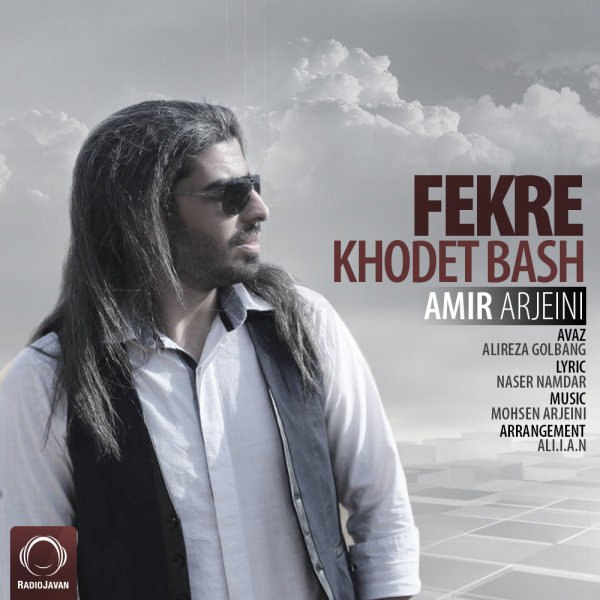 FEKRE
KHODET BASH
AMIR ARJEINI
AVAZ
ALIREZA GOLBANG
LYRIC
NASER NAMDAR
MUSIC
MOHSEN ARJEINI
ARRANGEMENT
ALI.I.A.N
RADIOJAVAN